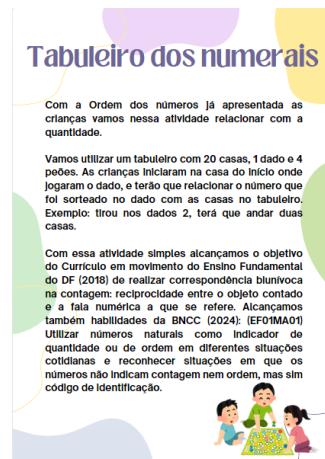 Tabuleiro dos numerais
Com a Ordem dos números já apresentada as
crianças vamos nessa atividade relacionar com a
quantidade.
Vamos utilizar um tabuleiro com 20 casas, 1 dado e 4
peões. As crianças iniciaram na casa do início onde
jogaram o dado, e terão que relacionar o número que
foi sorteado no dado com as casas no tabuleiro.
Exemplo: tirou nos dados 2, terá que andar duas
casas.
Com essa atividade simples alcançamos o objetivo
do Currículo em movimento do Ensino Fundamental
do DF (2018) de realizar correspondência biunívoca
na contagem: reciprocidade entre o objeto contado
e a fala numérica a que se refere. Alcançamos
também habilidades da BNCC (2024): (EF01MA01)
Utilizar números naturais como indicador de
quantidade ou de ordem em diferentes situações
cotidianas e reconhecer situações em que os
números não indicam contagem nem ordem, mas sim
código de identificação.